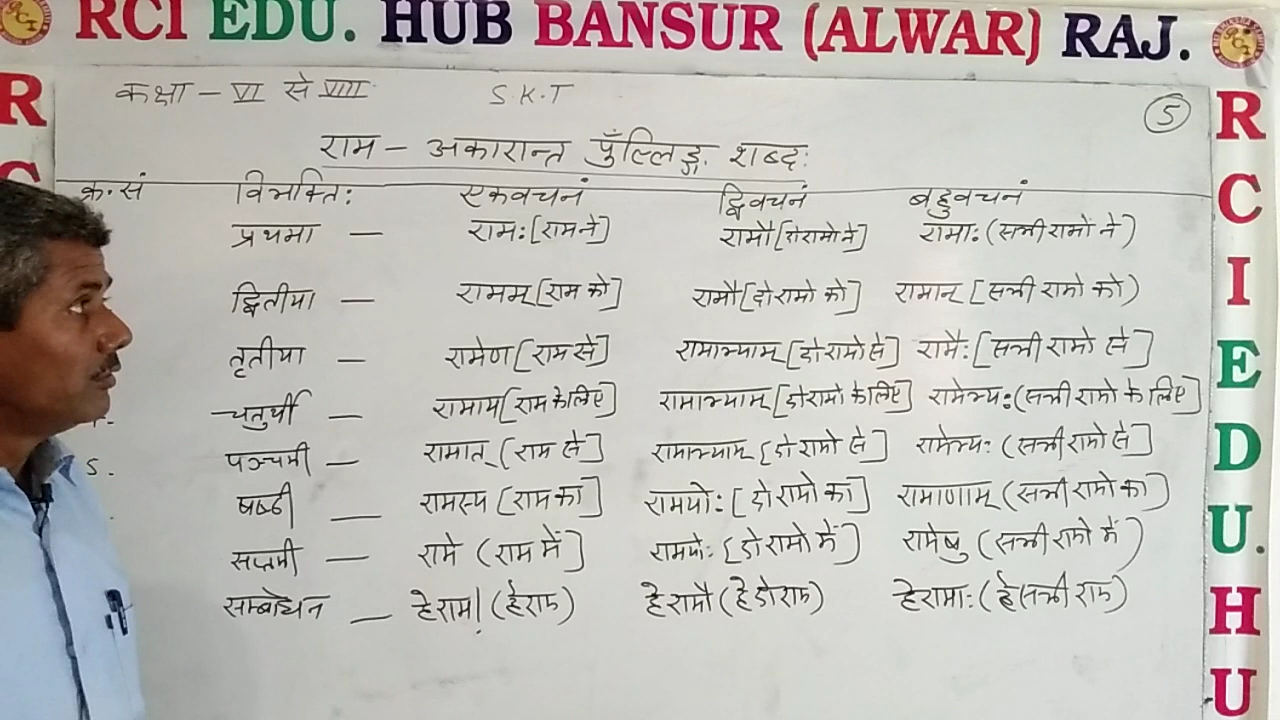 RCI EDU. HUB BANSUR (ALWAR) RAJ.
कक्षा - VI से VIII S.K.T 5
राम - अकारान्त पुँल्लिङ्ग शब्दः
क्र.सं विभक्तिः एकवचनं द्विवचनं बहुवचनं
प्रथमा - रामः [राम ने] रामौ [दो रामो ने] रामाः (सभी रामो ने)
द्वितीया - रामम् [राम को] रामौ [दो रामो को] रामान् [सभी रामो को)
तृतीया - रामेण [राम से] रामाभ्याम् [दो रामो से] रामैः [सभी रामो से]
चतुर्थी - रामाय [राम के लिए] रामाभ्याम् [दो रामो के लिए] रामेभ्यः (सभी रामो के लिए]
5. पञ्चमी - रामात् [राम से] रामाभ्याम् [दो रामो से] रामेभ्यः (सभी रामो से]
षष्ठी - रामस्य [राम का] रामयोः [दो रामो का] रामाणाम् (सभी रामो का)
सप्तमी - रामे (राम में] रामयोः [दो रामो में) रामेषु (सभी रामो में)
सम्बोधन - हे राम! (हे राम) हे रामौ (हे दो राम) हे रामाः (हे सभी राम)
R
C
R
C
I
E
D
U.
H
U